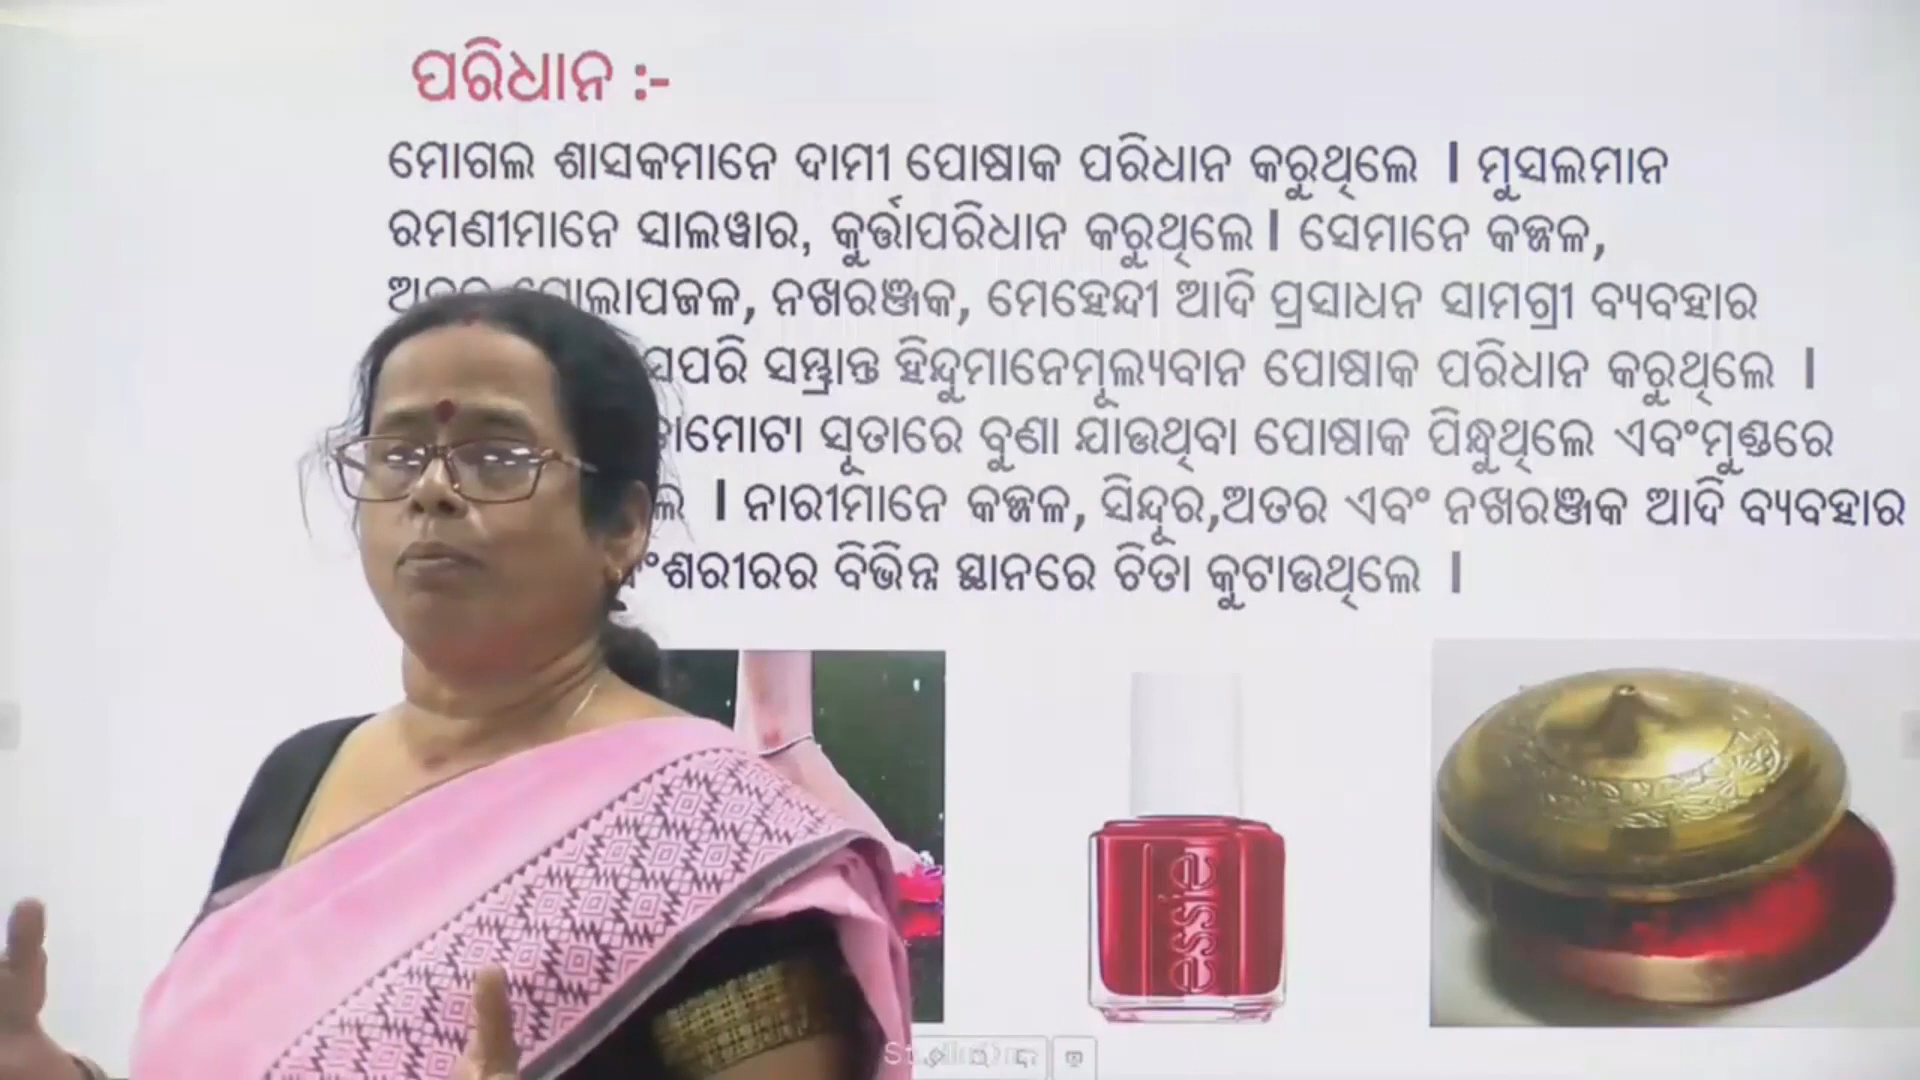 ପରିଧାନ :-
ମୋଗଲ ଶାସକମାନେ ଦାମୀ ପୋଷାକ ପରିଧାନ କରୁଥିଲେ । ମୁସଲମାନ
ରମଣୀମାନେ ସାଲୱାର, କୁର୍ତ୍ତାପରିଧାନ କରୁଥିଲେ । ସେମାନେ କଜ୍ଜଳ,
ନଖରଞ୍ଜକ, ମେହେନ୍ଦୀ ଆଦି ପ୍ରସାଧନ ସାମଗ୍ରୀ ବ୍ୟବହାର
ସମ୍ଭ୍ରାନ୍ତ ହିନ୍ଦୁମାନେମୂଲ୍ୟବାନ ପୋଷାକ ପରିଧାନ କରୁଥିଲେ ।
ସୂତାରେ ବୁଣା ଯାଉଥିବା ପୋଷାକ ପିନ୍ଧୁଥିଲେ ଏବଂମୁଣ୍ଡରେ
। ନାରୀମାନେ କଜ୍ଜଳ, ସିନ୍ଦୂର,ଅତର ଏବଂ ନଖରଞ୍ଜକ ଆଦି ବ୍ୟବହାର
ଶରୀରର ବିଭିନ୍ନ ସ୍ଥାନରେ ଚିତା କୁଟାଉଥିଲେ ।
essie